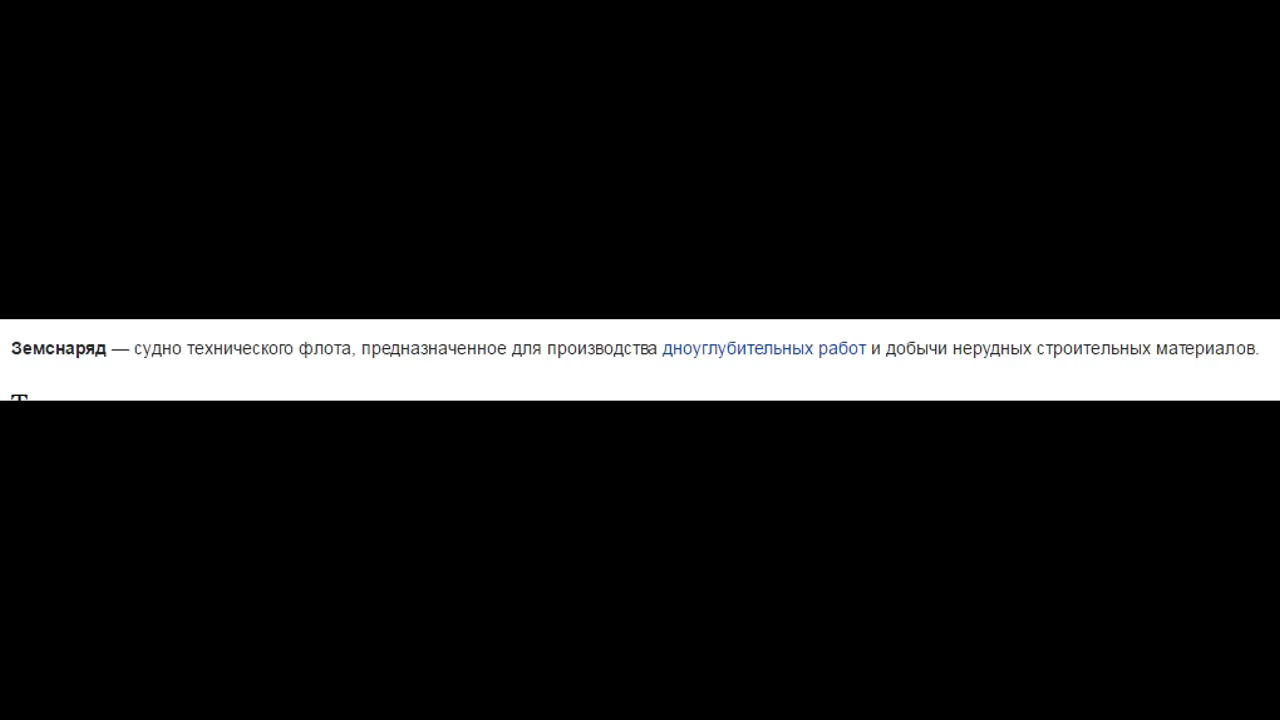 Земснаряд — судно технического флота, предназначенное для производства дноуглубительных работ и добычи нерудных строительных материалов.